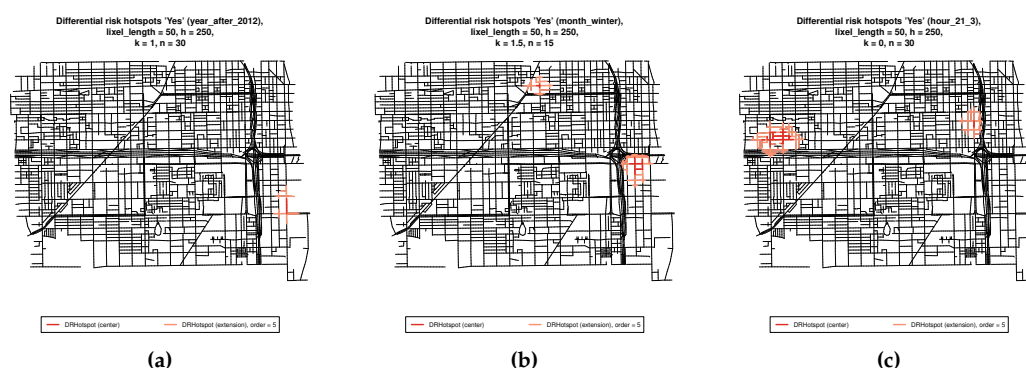 Differential risk hotspots 'Yes' (year_after_2012),
lixel_length = 50, h = 250,
k = 1, n = 30
DRHotspot (center) DRHotspot (extension), order = 5
(a)
Differential risk hotspots 'Yes' (month_winter),
lixel_length = 50, h = 250,
k = 1.5, n = 15
DRHotspot (center) DRHotspot (extension), order = 5
(b)
Differential risk hotspots 'Yes' (hour_21_3),
lixel_length = 50, h = 250,
k = 0, n = 30
DRHotspot (center) DRHotspot (extension), order = 5
(c)